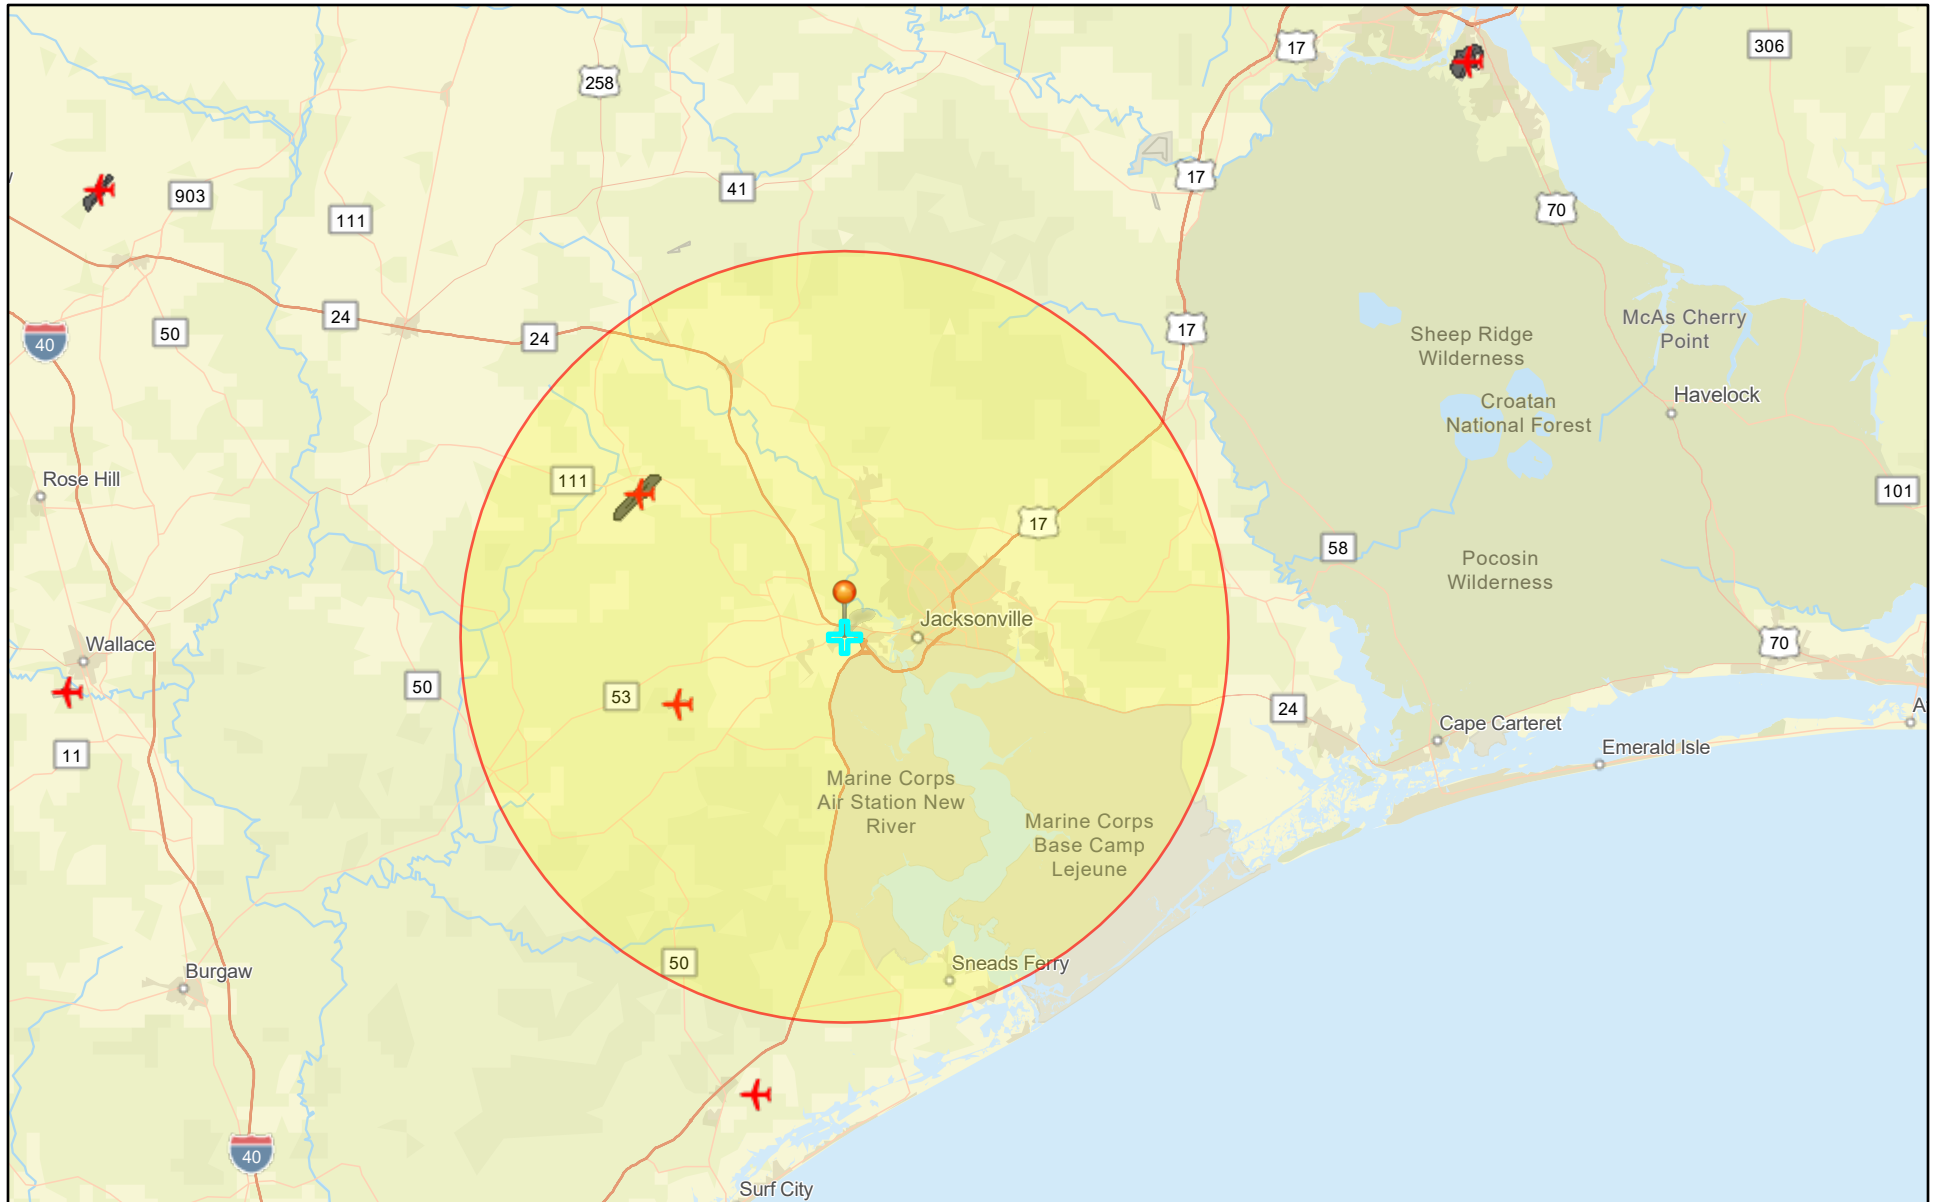 17
306
258
903
41
17
111
70
24
24
17
50
40
Sheep Ridge
Wilderness
McAs Cherry
Point
Croatan
National Forest
Havelock
Rose Hill
111
101
17
58
Pocosin
Wilderness
Jacksonville
Wallace
70
50
53
24
A
11
Cape Carteret
Emerald Isle
Marine Corps
Air Station New
River
Marine Corps
Base Camp
Lejeune
50
Sneads Ferry
Burgaw
40
Surf City